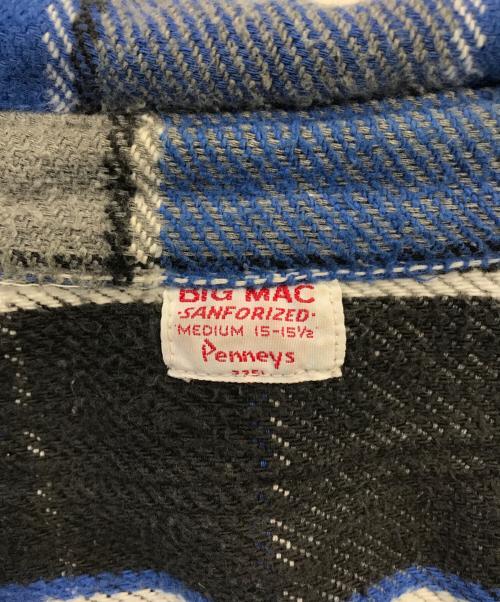 BIG MAC
·SANFORIZED·
MEDIUM 15-15½
Penneys